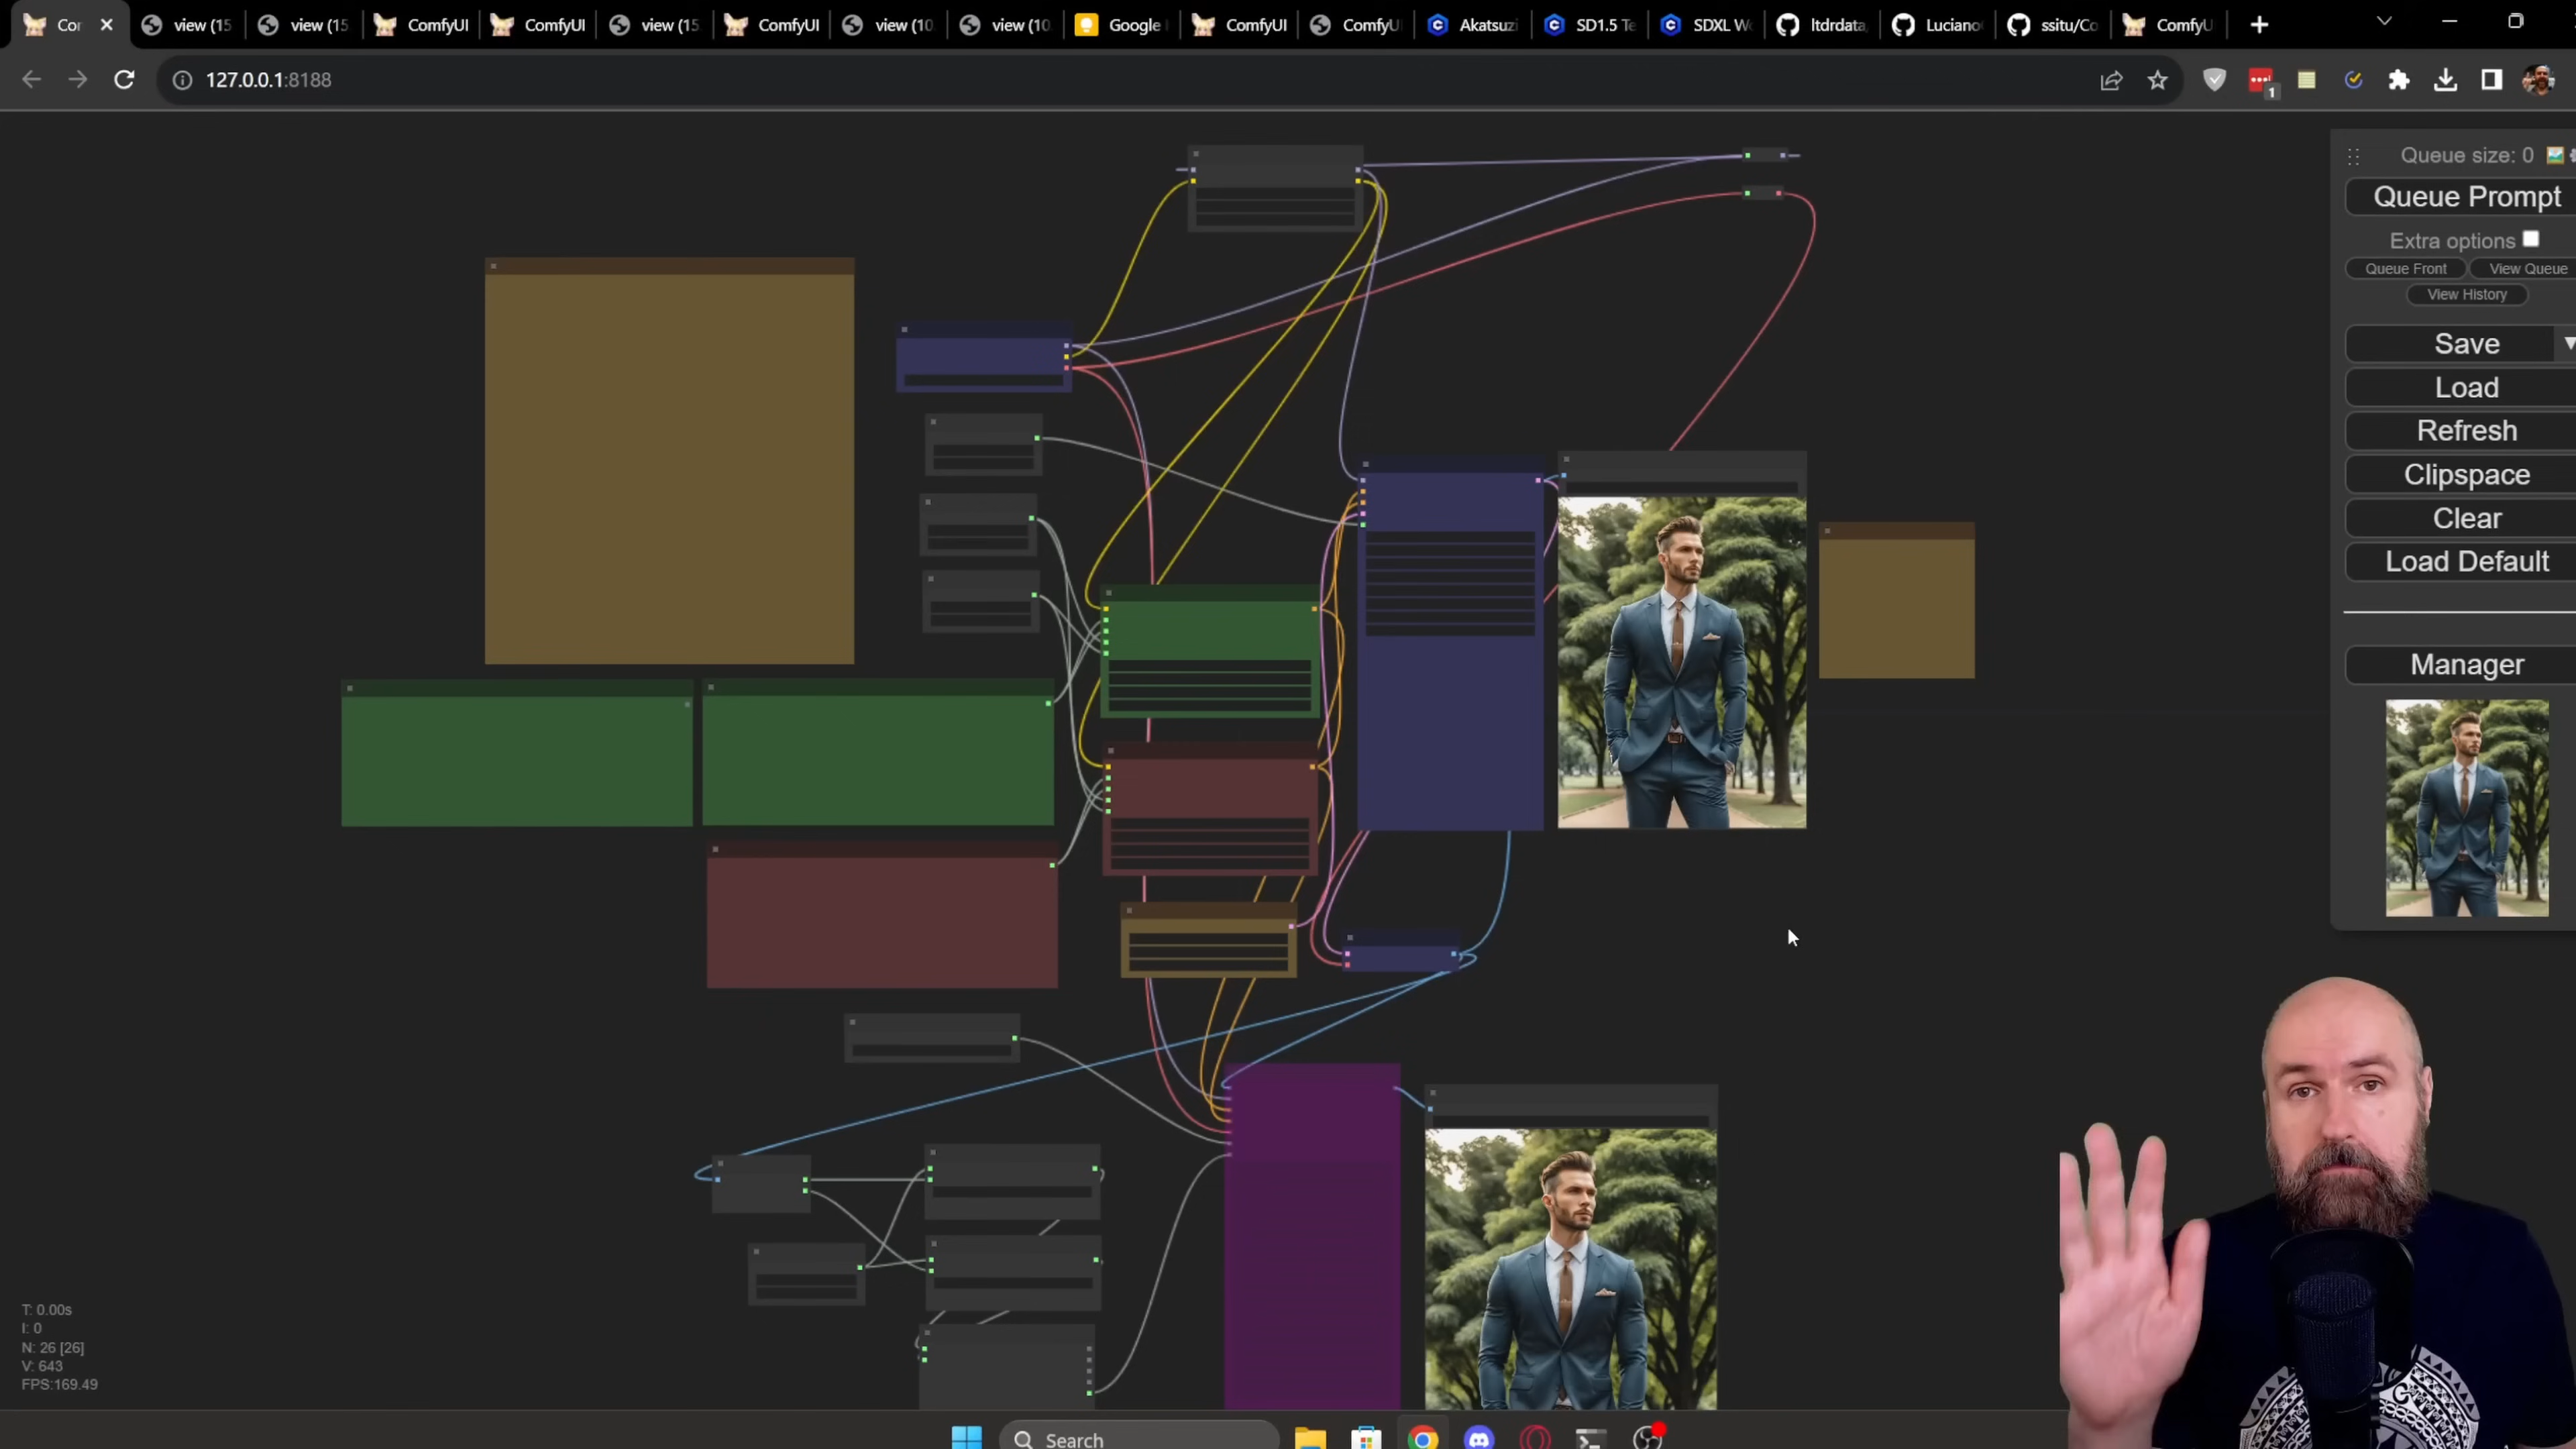 Cor
view (15
view (15
ComfyUI
ComfyUI
view (15
ComfyUI
view (10
view (10
Google
ComfyUI
ComfyU
Akatsuzi
SD1.5 Te
SDXL Wo
ltdrdata,
Luciano
ssitu/Co
ComfyU
127.0.0.1:8188
1
Queue size: 0
Queue Prompt
Extra options
Queue Front
View Queue
View History
Save
Load
Refresh
Clipspace
Clear
Load Default
Manager
T: 0.00s
I: 0
N: 26 [26]
V: 643
FPS:169.49
Search